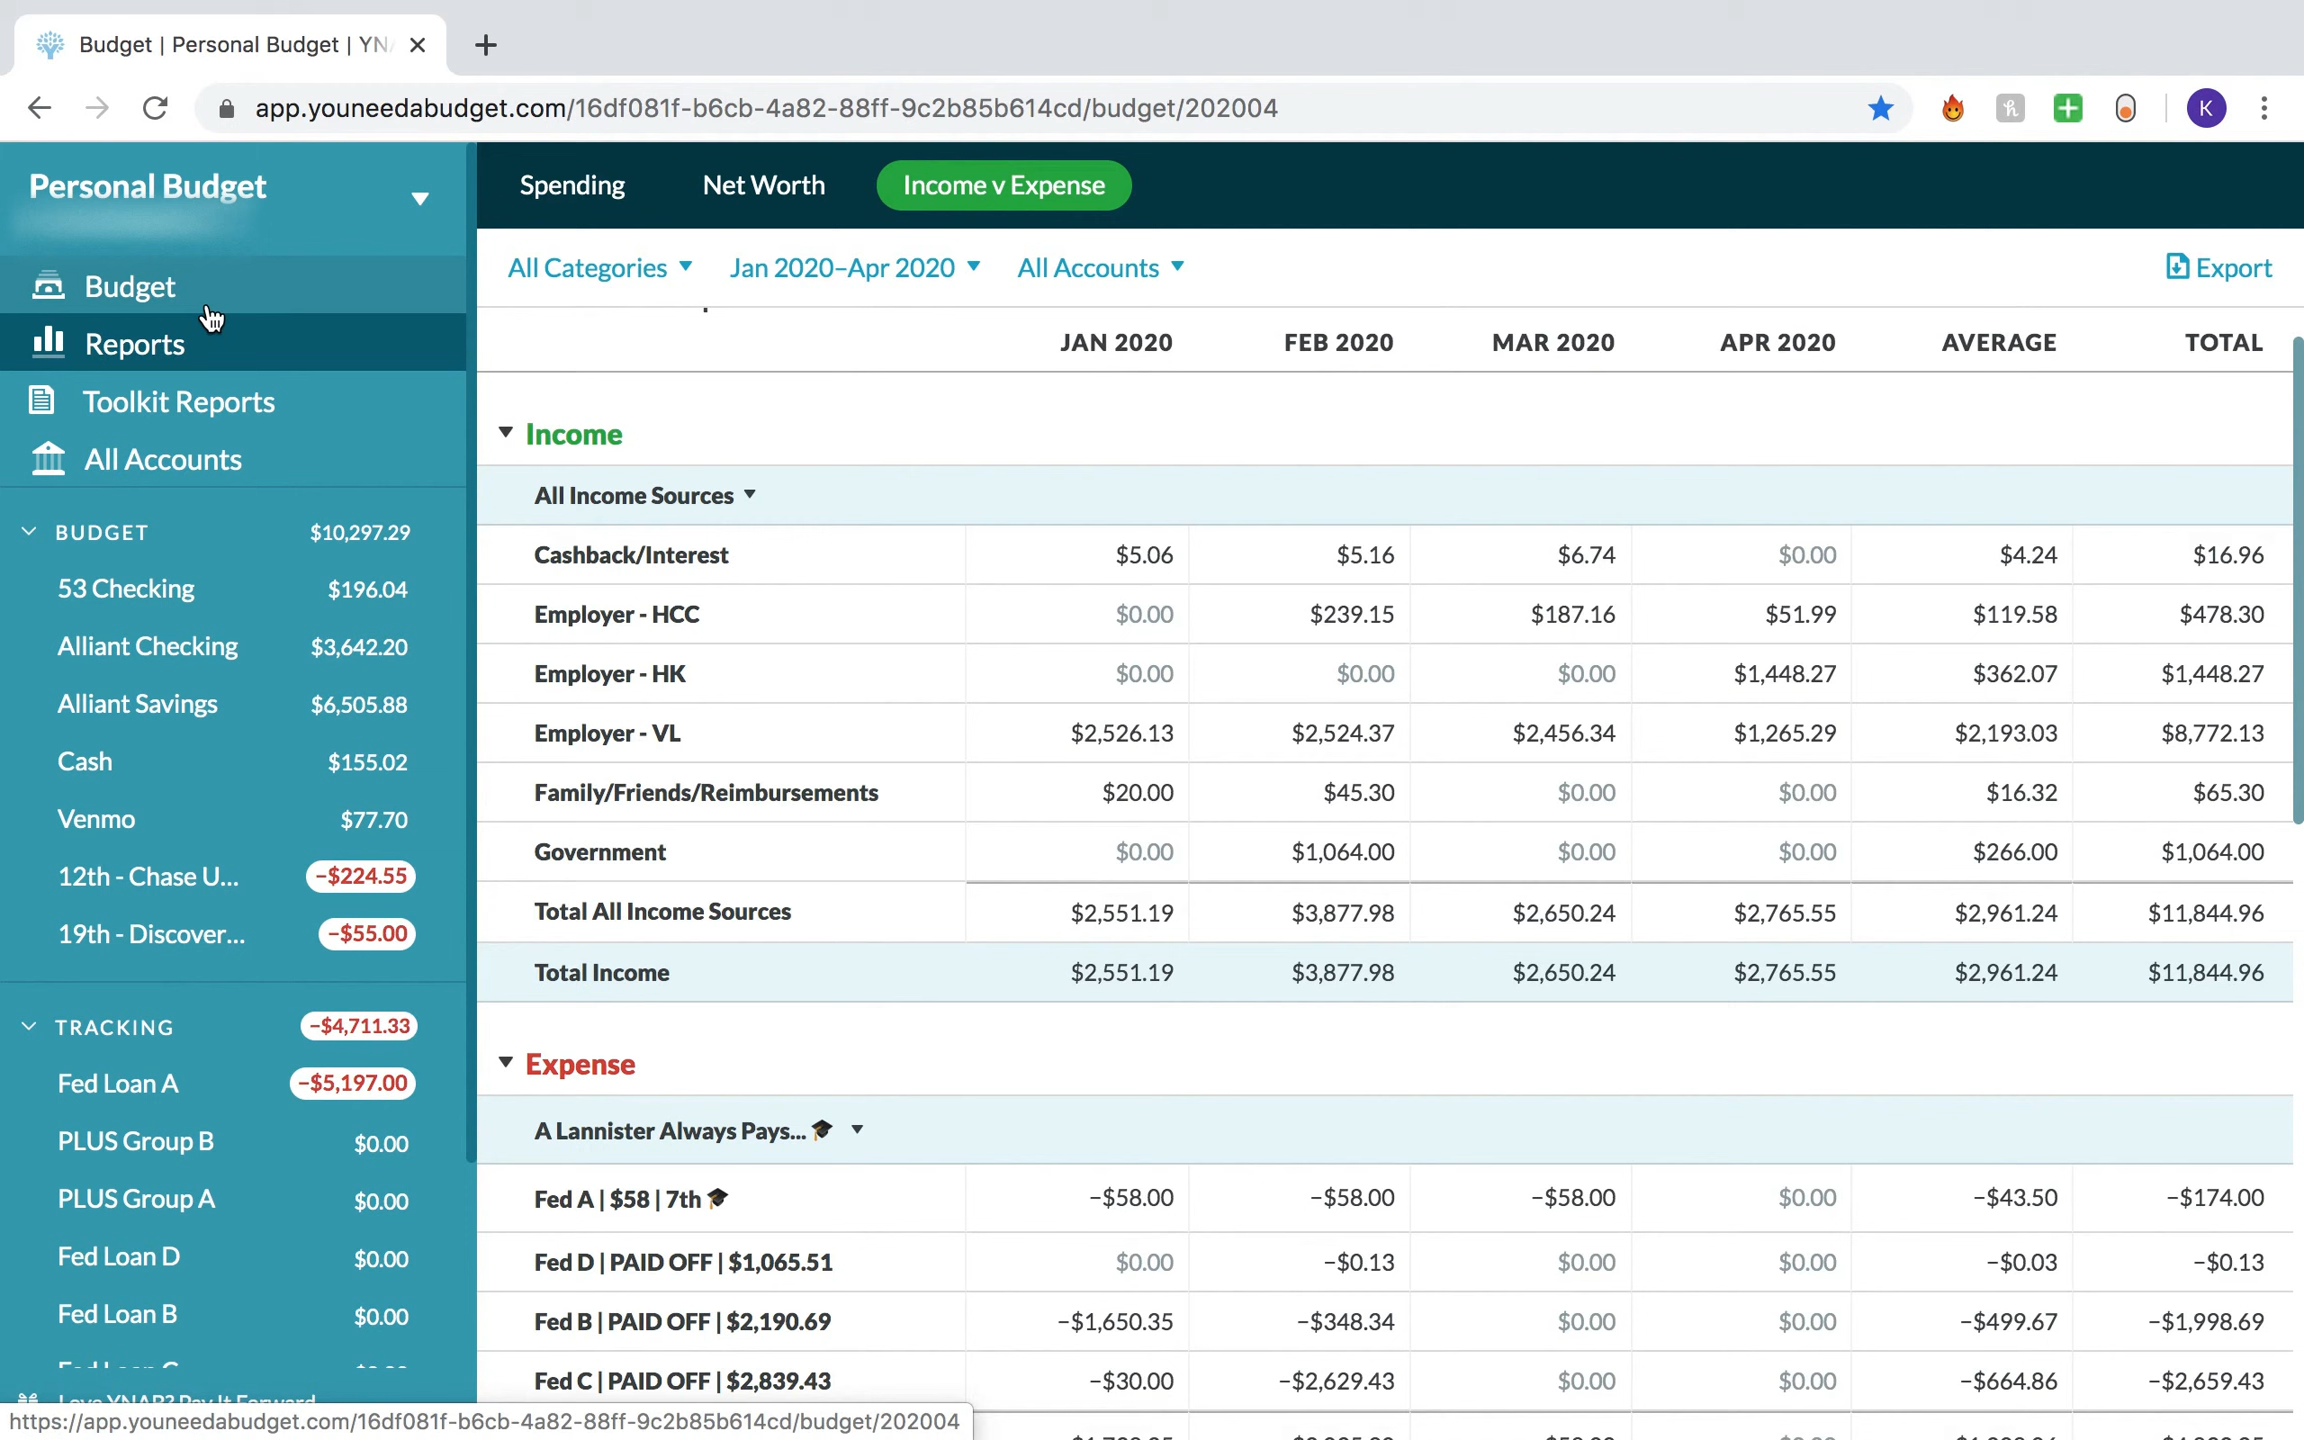 Budget | Personal Budget | YN
app.youneedabudget.com/16df081f-b6cb-4a82-88ff-9c2b85b614cd/budget/202004
K
Personal Budget
Budget
Reports
Toolkit Reports
All Accounts
BUDGET $10,297.29
53 Checking $196.04
Alliant Checking $3,642.20
Alliant Savings $6,505.88
Cash $155.02
Venmo $77.70
12th - Chase U... -$224.55
19th - Discover... -$55.00
TRACKING -$4,711.33
Fed Loan A -$5,197.00
PLUS Group B $0.00
PLUS Group A $0.00
Fed Loan D $0.00
Fed Loan B $0.00
Love YNAB? Pay It Forward
https://app.youneedabudget.com/16df081f-b6cb-4a82-88ff-9c2b85b614cd/budget/202004
Spending Net Worth Income v Expense
All Categories Jan 2020–Apr 2020 All Accounts Export
JAN 2020 FEB 2020 MAR 2020 APR 2020 AVERAGE TOTAL
Income
All Income Sources
Cashback/Interest $5.06 $5.16 $6.74 $0.00 $4.24 $16.96
Employer - HCC $0.00 $239.15 $187.16 $51.99 $119.58 $478.30
Employer - HK $0.00 $0.00 $0.00 $1,448.27 $362.07 $1,448.27
Employer - VL $2,526.13 $2,524.37 $2,456.34 $1,265.29 $2,193.03 $8,772.13
Family/Friends/Reimbursements $20.00 $45.30 $0.00 $0.00 $16.32 $65.30
Government $0.00 $1,064.00 $0.00 $0.00 $266.00 $1,064.00
Total All Income Sources $2,551.19 $3,877.98 $2,650.24 $2,765.55 $2,961.24 $11,844.96
Total Income $2,551.19 $3,877.98 $2,650.24 $2,765.55 $2,961.24 $11,844.96
Expense
A Lannister Always Pays... 🎓
Fed A | $58 | 7th 🎓 -$58.00 -$58.00 -$58.00 $0.00 -$43.50 -$174.00
Fed D | PAID OFF | $1,065.51 $0.00 -$0.13 $0.00 $0.00 -$0.03 -$0.13
Fed B | PAID OFF | $2,190.69 -$1,650.35 -$348.34 $0.00 $0.00 -$499.67 -$1,998.69
Fed C | PAID OFF | $2,839.43 -$30.00 -$2,629.43 $0.00 $0.00 -$664.86 -$2,659.43